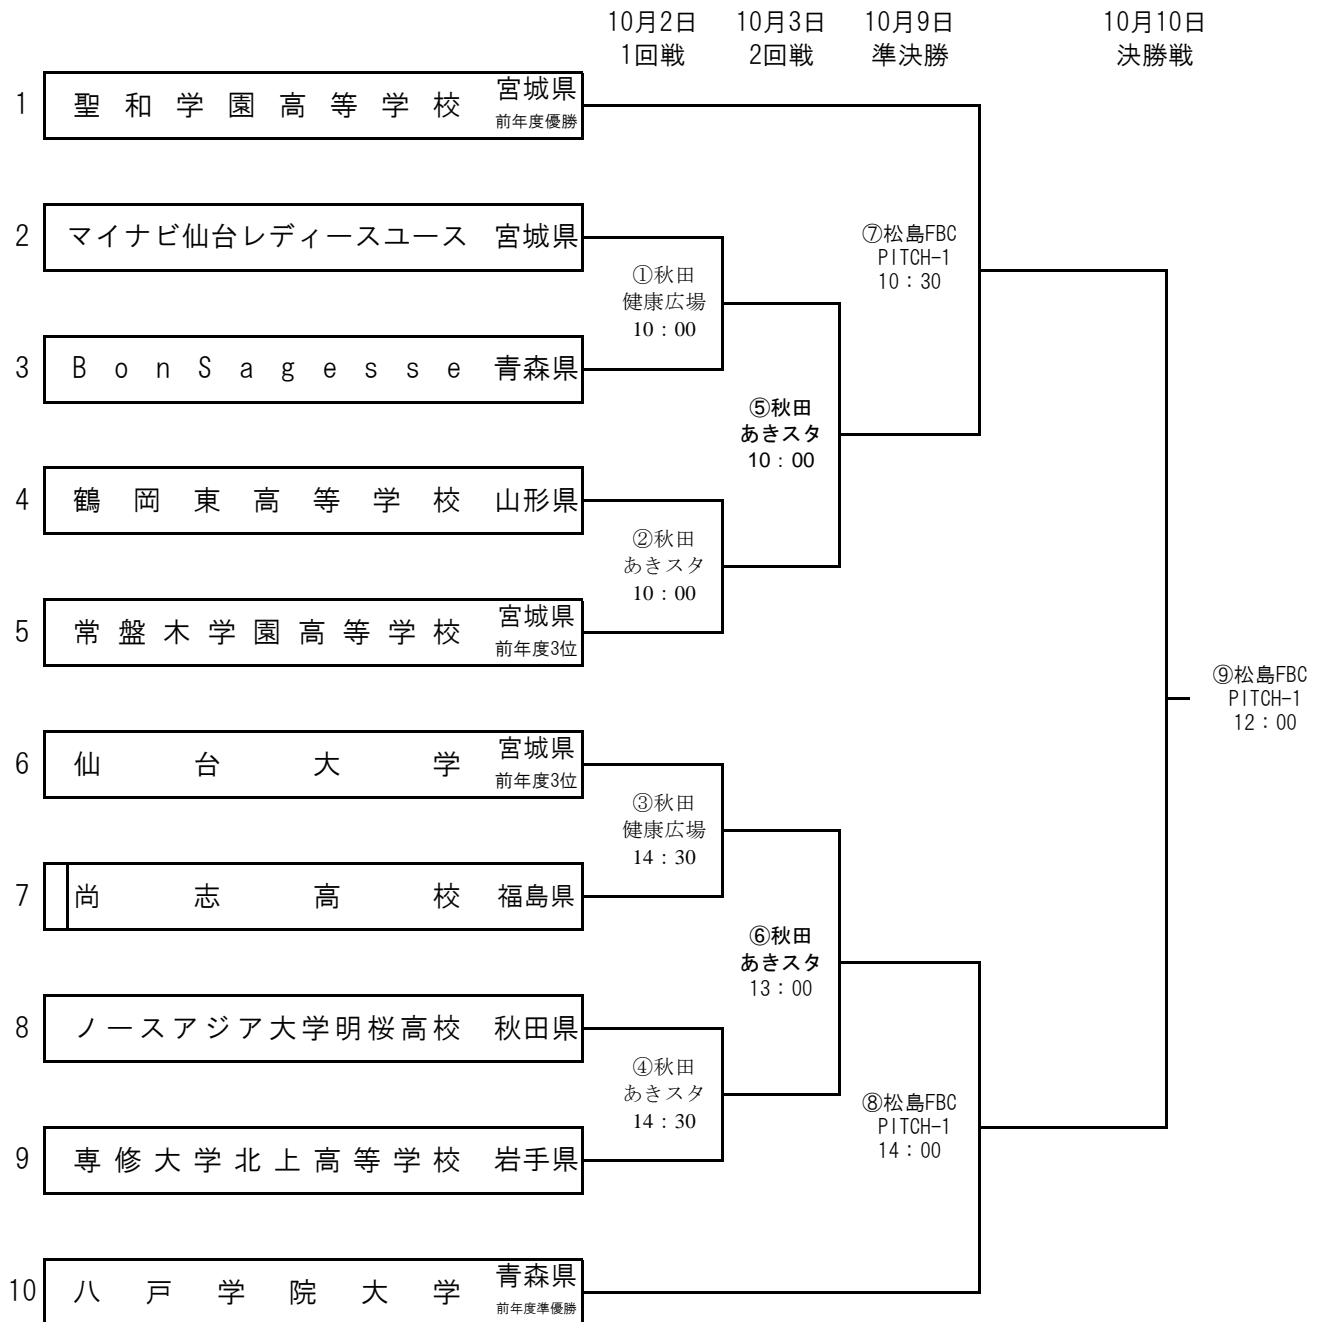 10月2日 10月3日 10月9日 10月10日
1回戦 2回戦 準決勝 決勝戦
1 聖和学園高等学校 宮城県
前年度優勝
2 マイナビ仙台レディースユース 宮城県
①秋田
健康広場
10：00
⑦松島FBC
PITCH-1
10：30
3 BonSagesse 青森県
⑤秋田
あきスタ
10：00
4 鶴岡東高等学校 山形県
②秋田
あきスタ
10：00
5 常盤木学園高等学校 宮城県
前年度3位
⑨松島FBC
PITCH-1
12：00
6 仙台大学 宮城県
前年度3位
③秋田
健康広場
14：30
7 尚志高校 福島県
⑥秋田
あきスタ
13：00
8 ノースアジア大学明桜高校 秋田県
④秋田
あきスタ
14：30
⑧松島FBC
PITCH-1
14：00
9 専修大学北上高等学校 岩手県
10 八戸学院大学 青森県
前年度準優勝